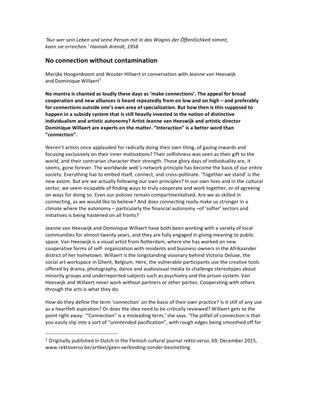 'Nur wer sein Leben und seine Person mit in das Wagnis der Öffentlichkeit nimmt,
kann sie erreichen.' Hannah Arendt, 1958
No connection without contamination
Marijke Hoogenboom and Wouter Hillaert in conversation with Jeanne van Heeswijk
and Dominique Willaert¹
No mantra is chanted as loudly these days as 'make connections'. The appeal for broad
cooperation and new alliances is heard repeatedly from on low and on high – and preferably
for connections outside one's own area of specialization. But how then is this supposed to
happen in a subsidy system that is still heavily invested in the notion of distinctive
individualism and artistic autonomy? Artist Jeanne van Heeswijk and artistic director
Dominique Willaert are experts on the matter. "Interaction" is a better word than
"connection".
Weren't artists once applauded for radically doing their own thing, of gazing inwards and
focusing exclusively on their inner motivations? Their selfishness was seen as their gift to the
world, and their contrarian character their strength. Those glory days of individuality are, it
seems, gone forever. The worldwide web's network principle has become the basis of our entire
society. Everything has to embed itself, connect, and cross-pollinate. 'Together we stand' is the
new axiom. But are we actually following our own principles? In our own lives and in the cultural
sector, we seem incapable of finding ways to truly cooperate and work together, or of agreeing
on ways for doing so. Even our policies remain compartmentalised. Are we as skilled in
connecting, as we would like to believe? And does connecting really make us stronger in a
climate where the autonomy – particularly the financial autonomy –of 'softer' sectors and
initiatives is being hastened on all fronts?
Jeanne van Heeswijk and Dominique Willaert have both been working with a variety of local
communities for almost twenty years, and they are fully engaged in giving meaning to public
space. Van Heeswijk is a visual artist from Rotterdam, where she has worked on new
cooperative forms of self- organization with residents and business owners in the Afrikaander
district of her hometown. Willaert is the longstanding visionary behind Victoria Deluxe, the
social art workspace in Ghent, Belgium. Here, the vulnerable participants use the creative tools
offered by drama, photography, dance and audiovisual media to challenge stereotypes about
minority groups and underreported subjects such as psychiatry and the prison system. Van
Heeswijk and Willaert never work without partners or other parties. Cooperating with others
through the arts is what they do.
How do they define the term 'connection' on the basis of their own practice? Is it still of any use
as a heartfelt aspiration? Or does the need to be critically reviewed? Willaert gets to the
point right away: '"Connection" is a misleading term,' she says. 'The pitfall of connection is that
you easily slip into a sort of "unintended pacification", with rough edges being smoothed off for
¹ Originally published in Dutch in the Flemish cultural journal rekto:verso, 69, December 2015,
www.rektoverso.be/artikel/geen-verbinding-zonder-besmetting